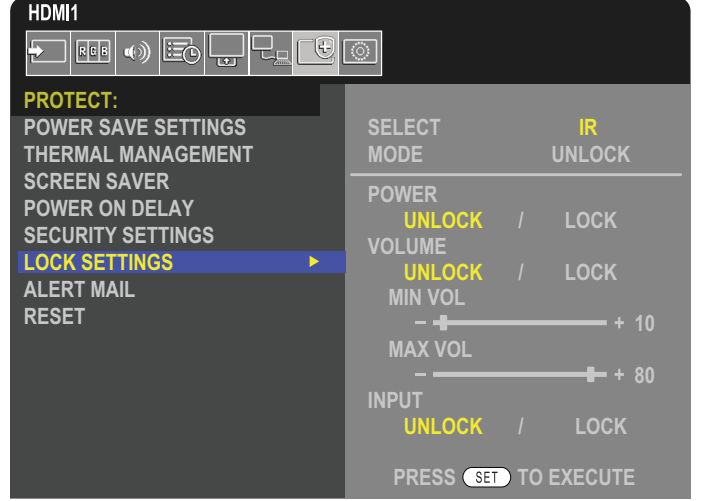 HDMI1
R G B
PROTECT:
POWER SAVE SETTINGS
THERMAL MANAGEMENT
SCREEN SAVER
POWER ON DELAY
SECURITY SETTINGS
LOCK SETTINGS
ALERT MAIL
RESET
SELECT IR
MODE UNLOCK
POWER
UNLOCK / LOCK
VOLUME
UNLOCK / LOCK
MIN VOL
− + 10
MAX VOL
− + 80
INPUT
UNLOCK / LOCK
PRESS SET TO EXECUTE